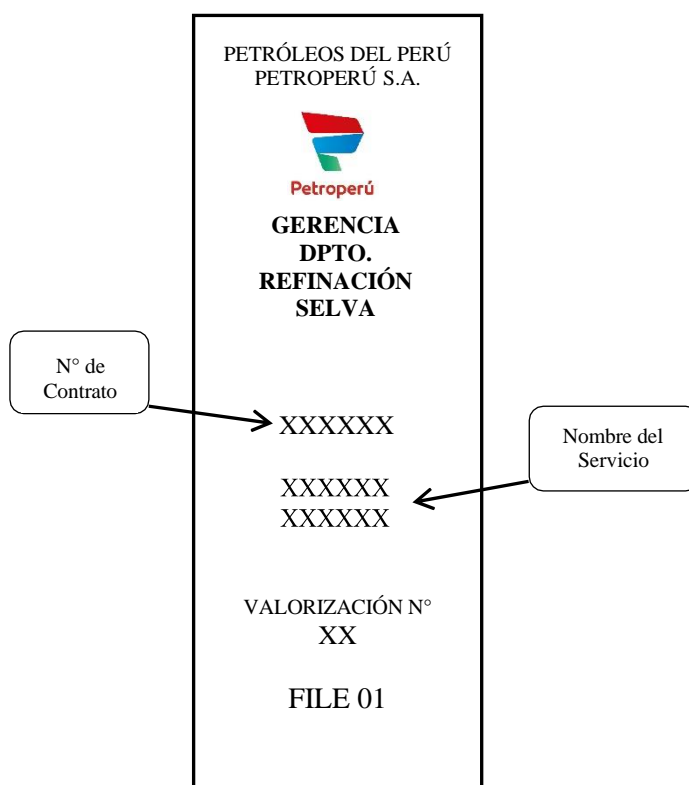 PETRÓLEOS DEL PERÚ
PETROPERÚ S.A.
Petroperú
GERENCIA
DPTO.
REFINACIÓN
SELVA
N° de
Contrato
XXXXXX
Nombre del
Servicio
XXXXXX
XXXXXX
VALORIZACIÓN N°
XX
FILE 01